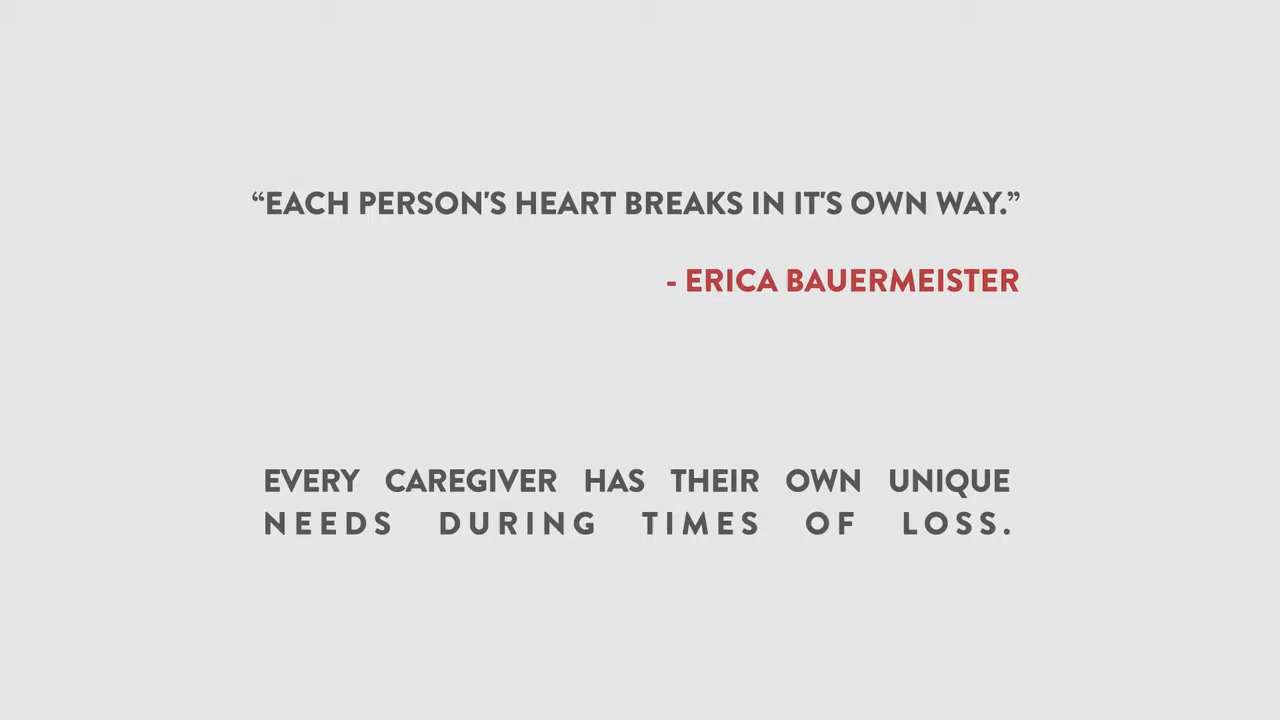 “EACH PERSON'S HEART BREAKS IN IT'S OWN WAY.”
- ERICA BAUERMEISTER
EVERY CAREGIVER HAS THEIR OWN UNIQUE
NEEDS DURING TIMES OF LOSS.